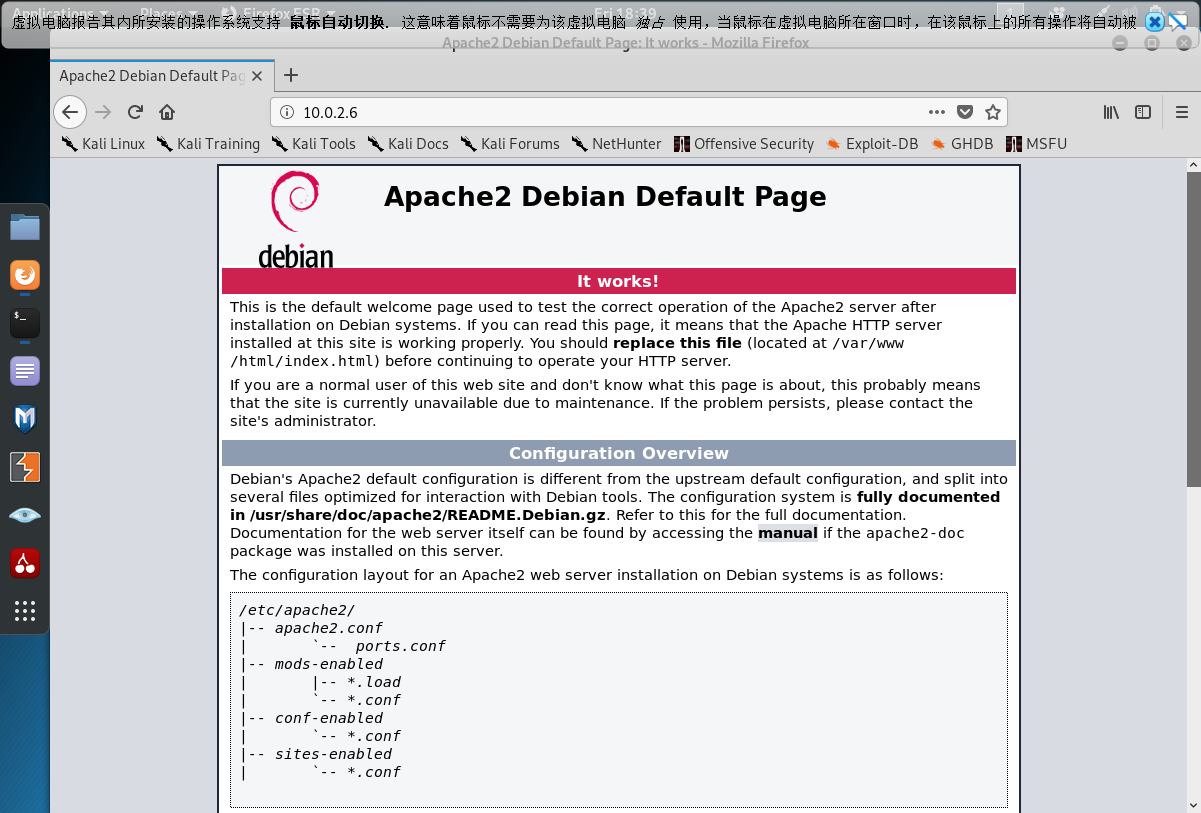 Applications Places Firefox ESR Fri 18:39
虚拟电脑报告其内所安装的操作系统支持 鼠标自动切换. 这意味着鼠标不需要为该虚拟电脑 独占 使用，当鼠标在虚拟电脑所在窗口时，在该鼠标上的所有操作将自动被
Apache2 Debian Default Page: It works - Mozilla Firefox
Apache2 Debian Default Pag
10.0.2.6
Kali Linux Kali Training Kali Tools Kali Docs Kali Forums NetHunter Offensive Security Exploit-DB GHDB MSFU
debian
Apache2 Debian Default Page
It works!
This is the default welcome page used to test the correct operation of the Apache2 server after
installation on Debian systems. If you can read this page, it means that the Apache HTTP server
installed at this site is working properly. You should replace this file (located at /var/www
/html/index.html) before continuing to operate your HTTP server.
If you are a normal user of this web site and don't know what this page is about, this probably means
that the site is currently unavailable due to maintenance. If the problem persists, please contact the
site's administrator.
Configuration Overview
Debian's Apache2 default configuration is different from the upstream default configuration, and split into
several files optimized for interaction with Debian tools. The configuration system is fully documented
in /usr/share/doc/apache2/README.Debian.gz. Refer to this for the full documentation.
Documentation for the web server itself can be found by accessing the manual if the apache2-doc
package was installed on this server.
The configuration layout for an Apache2 web server installation on Debian systems is as follows:
/etc/apache2/
|-- apache2.conf
|       `--  ports.conf
|-- mods-enabled
|       |-- *.load
|       `-- *.conf
|-- conf-enabled
|       `-- *.conf
|-- sites-enabled
|       `-- *.conf